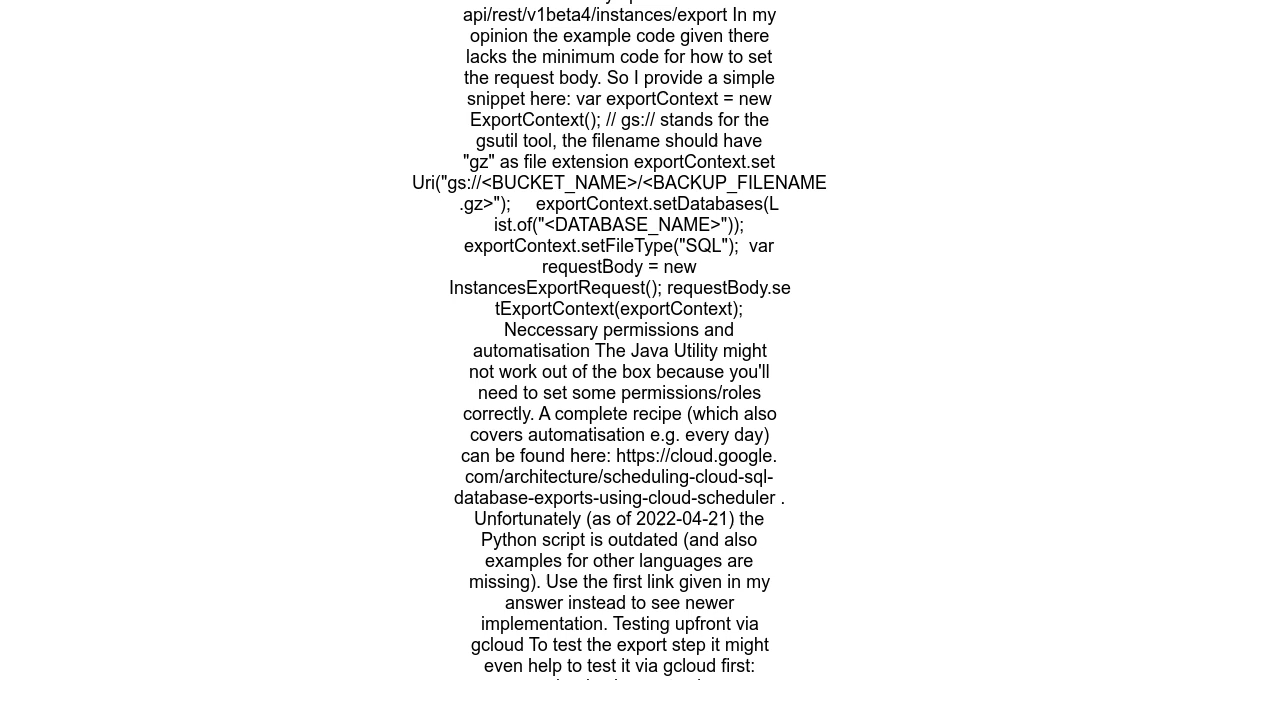 api/rest/v1beta4/instances/export In my
opinion the example code given there
lacks the minimum code for how to set
the request body. So I provide a simple
snippet here: var exportContext = new
ExportContext(); // gs:// stands for the
gsutil tool, the filename should have
"gz" as file extension exportContext.set
Uri("gs://<BUCKET_NAME>/<BACKUP_FILENAME
.gz>");     exportContext.setDatabases(L
ist.of("<DATABASE_NAME>"));
exportContext.setFileType("SQL");  var
requestBody = new
InstancesExportRequest(); requestBody.se
tExportContext(exportContext);
Neccessary permissions and
automatisation The Java Utility might
not work out of the box because you'll
need to set some permissions/roles
correctly. A complete recipe (which also
covers automatisation e.g. every day)
can be found here: https://cloud.google.
com/architecture/scheduling-cloud-sql-
database-exports-using-cloud-scheduler .
Unfortunately (as of 2022-04-21) the
Python script is outdated (and also
examples for other languages are
missing). Use the first link given in my
answer instead to see newer
implementation. Testing upfront via
gcloud To test the export step it might
even help to test it via gcloud first: